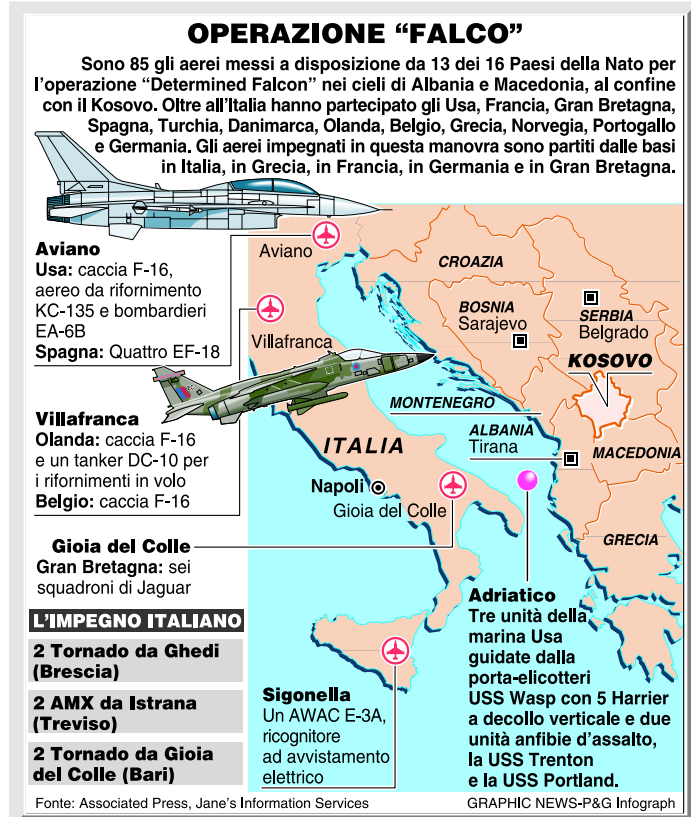 OPERAZIONE “FALCO”
Sono 85 gli aerei messi a disposizione da 13 dei 16 Paesi della Nato per
l’operazione “Determined Falcon” nei cieli di Albania e Macedonia, al confine
con il Kosovo. Oltre all’Italia hanno partecipato gli Usa, Francia, Gran Bretagna,
Spagna, Turchia, Danimarca, Olanda, Belgio, Grecia, Norvegia, Portogallo
e Germania. Gli aerei impegnati in questa manovra sono partiti dalle basi
in Italia, in Grecia, in Francia, in Germania e in Gran Bretagna.
Aviano
Usa: caccia F-16,
aereo da rifornimento
KC-135 e bombardieri
EA-6B
Spagna: Quattro EF-18
Villafranca
Olanda: caccia F-16
e un tanker DC-10 per
i rifornimenti in volo
Belgio: caccia F-16
Gioia del Colle
Gran Bretagna: sei
squadroni di Jaguar
L’IMPEGNO ITALIANO
2 Tornado da Ghedi
(Brescia)
2 AMX da Istrana
(Treviso)
2 Tornado da Gioia
del Colle (Bari)
Aviano
Villafranca
CROAZIA
BOSNIA
Sarajevo
SERBIA
Belgrado
KOSOVO
MONTENEGRO
ALBANIA
Tirana
MACEDONIA
ITALIA
Napoli
Gioia del Colle
GRECIA
Sigonella
Un AWAC E-3A,
ricognitore
ad avvistamento
elettrico
Adriatico
Tre unità della
marina Usa
guidate dalla
porta-elicotteri
USS Wasp con 5 Harrier
a decollo verticale e due
unità anfibie d’assalto,
la USS Trenton
e la USS Portland.
Fonte: Associated Press, Jane’s Information Services
GRAPHIC NEWS-P&G Infograph